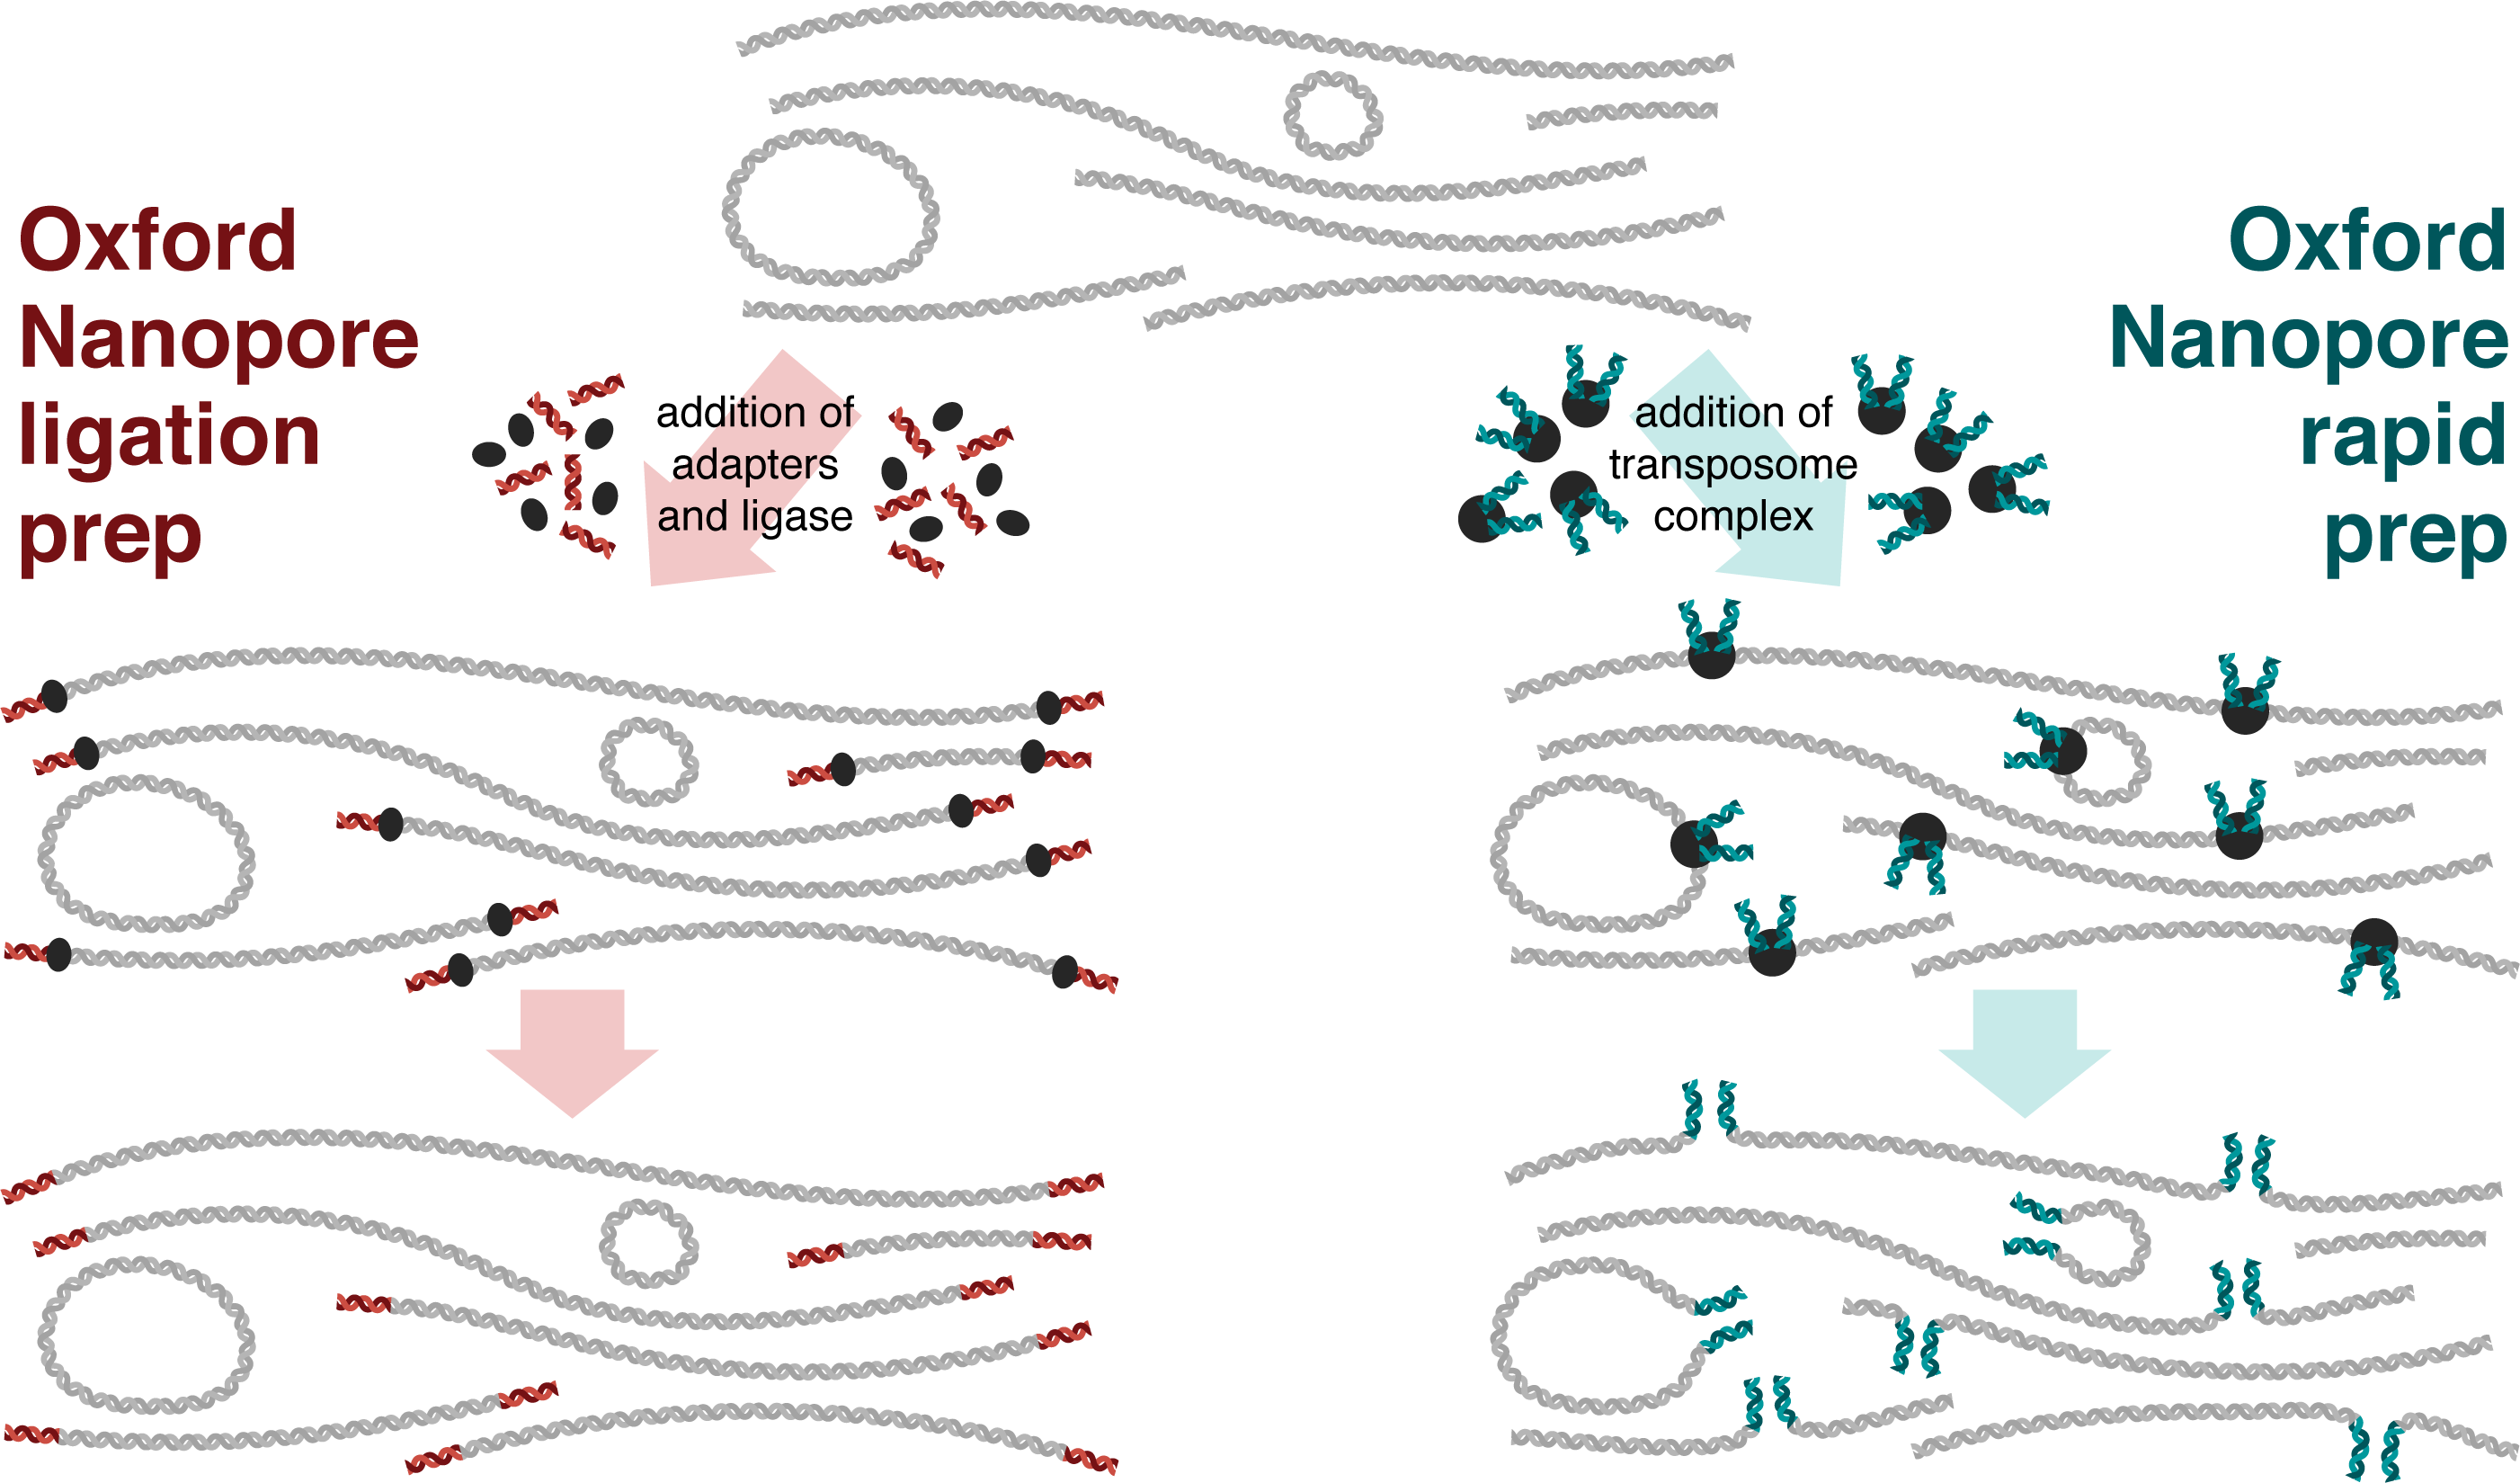 Oxford
Nanopore
ligation
prep
addition of
adapters
and ligase
addition of
transposome
complex
Oxford
Nanopore
rapid
prep